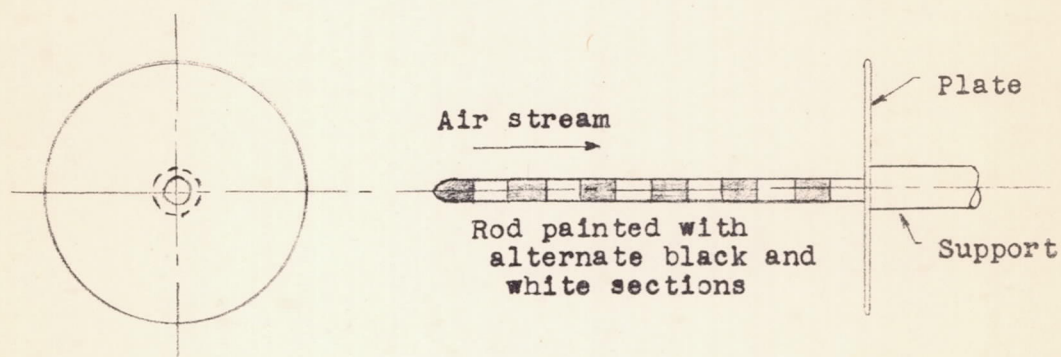 Plate
Air stream
Rod painted with
alternate black and
white sections
Support